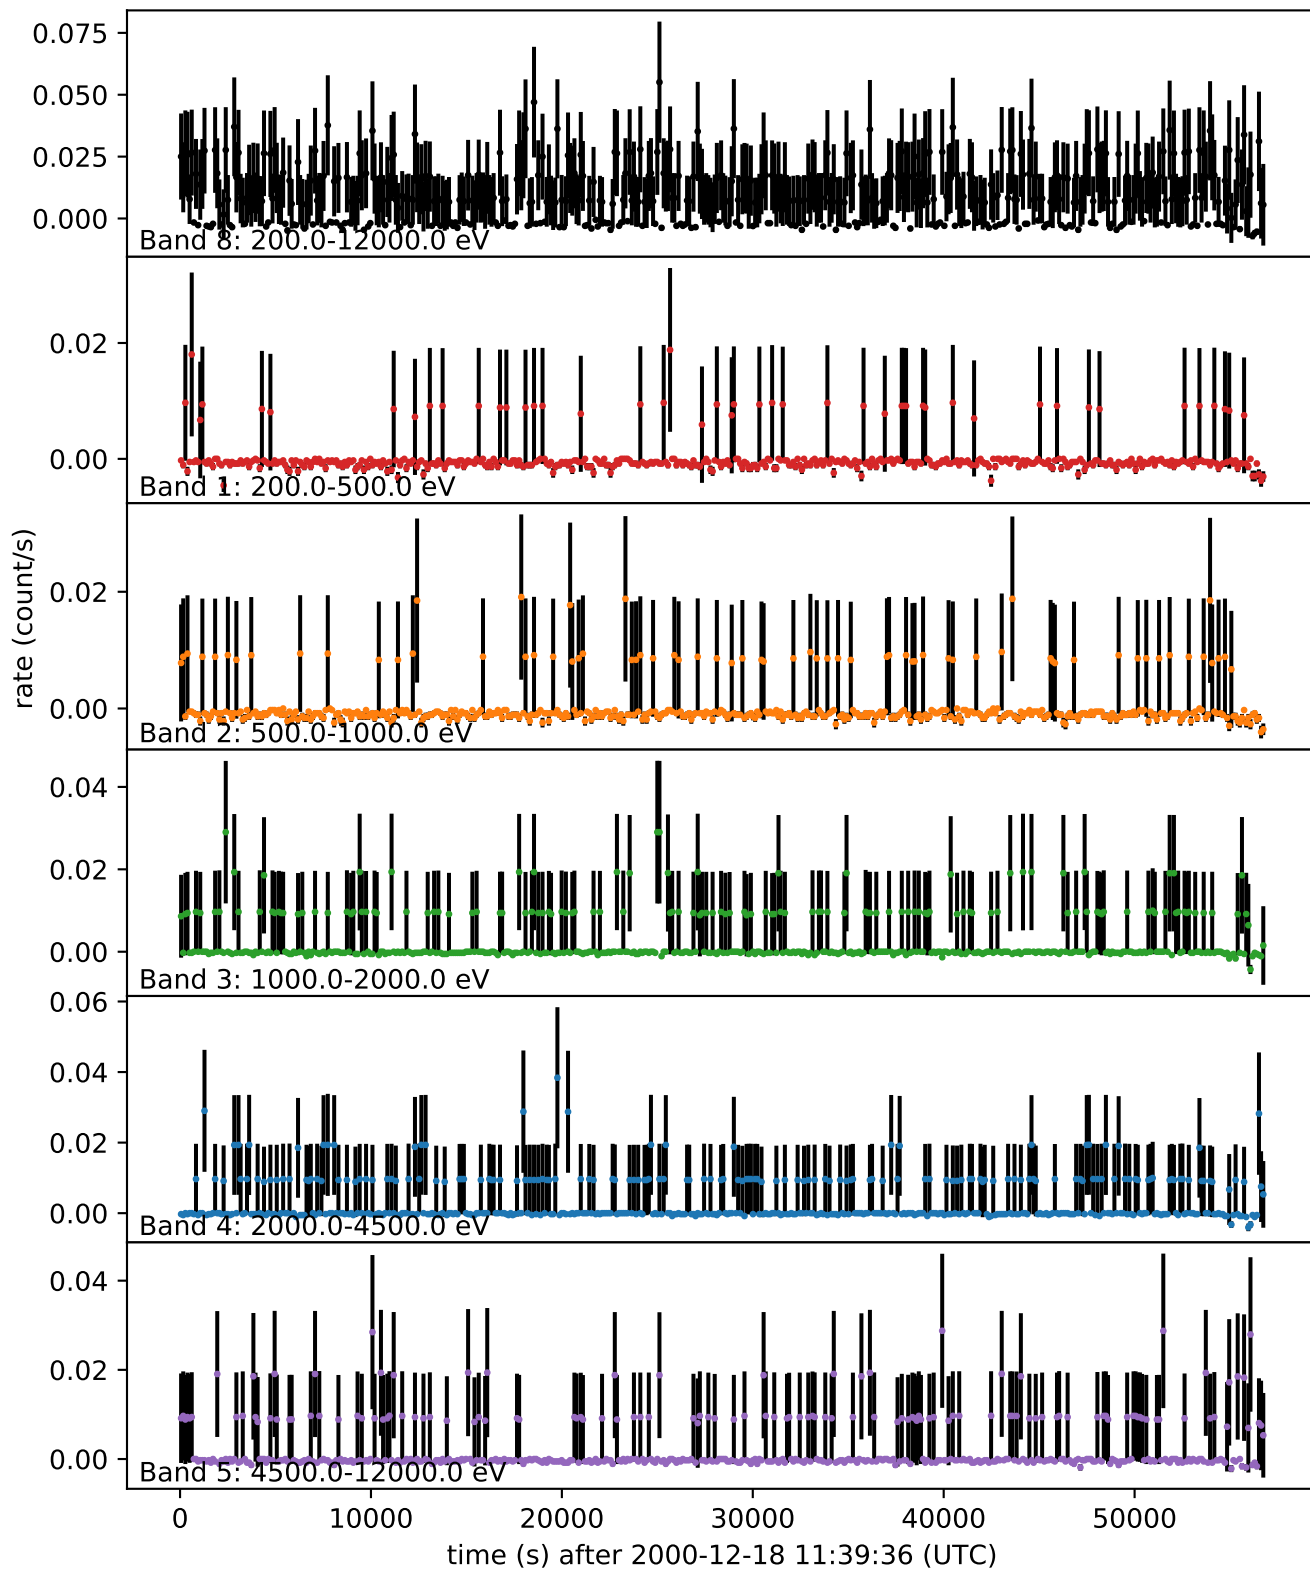 0.075
0.050
0.025
0.000
Band 8: 200.0-12000.0 eV
0.02
0.00
Band 1: 200.0-500.0 eV
0.02
0.00
Band 2: 500.0-1000.0 eV
rate (count/s)
0.04
0.02
0.00
Band 3: 1000.0-2000.0 eV
0.06
0.04
0.02
0.00
Band 4: 2000.0-4500.0 eV
0.04
0.02
0.00
Band 5: 4500.0-12000.0 eV
0 10000 20000 30000 40000 50000
time (s) after 2000-12-18 11:39:36 (UTC)